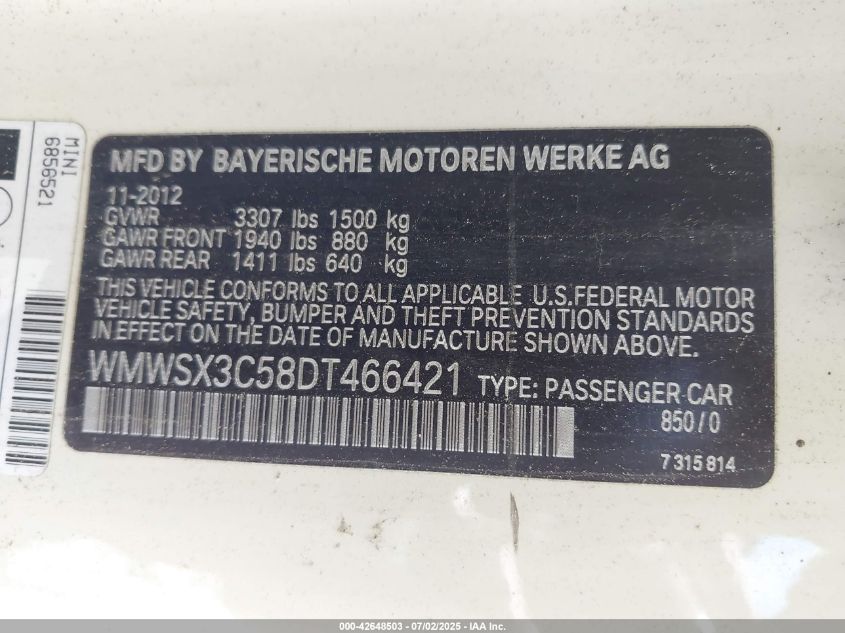 MINI
6856521
MFD BY BAYERISCHE MOTOREN WERKE AG
11-2012
GVWR 3307 lbs 1500 kg
GAWR FRONT 1940 lbs 880 kg
GAWR REAR 1411 lbs 640 kg
THIS VEHICLE CONFORMS TO ALL APPLICABLE U.S.FEDERAL MOTOR
VEHICLE SAFETY, BUMPER AND THEFT PREVENTION STANDARDS
IN EFFECT ON THE DATE OF MANUFACTURE SHOWN ABOVE.
WMWSX3C58DT466421 TYPE: PASSENGER CAR
850/0
7 315 814
000-42648503 - 07/02/2025 - IAA Inc.